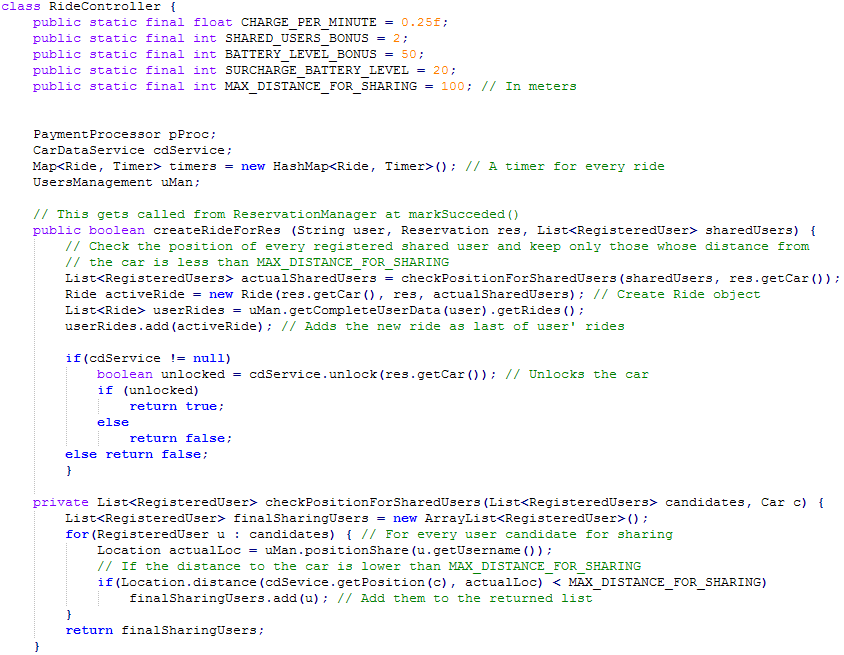 class RideController {
    public static final float CHARGE_PER_MINUTE = 0.25f;
    public static final int SHARED_USERS_BONUS = 2;
    public static final int BATTERY_LEVEL_BONUS = 50;
    public static final int SURCHARGE_BATTERY_LEVEL = 20;
    public static final int MAX_DISTANCE_FOR_SHARING = 100; // In meters

    PaymentProcessor pProc;
    CarDataService cdService;
    Map<Ride, Timer> timers = new HashMap<Ride, Timer>(); // A timer for every ride
    UsersManagement uMan;

    // This gets called from ReservationManager at markSucceded()
    public boolean createRideForRes (String user, Reservation res, List<RegisteredUser> sharedUsers) {
        // Check the position of every registered shared user and keep only those whose distance from
        // the car is less than MAX_DISTANCE_FOR_SHARING
        List<RegisteredUsers> actualSharedUsers = checkPositionForSharedUsers(sharedUsers, res.getCar());
        Ride activeRide = new Ride(res.getCar(), res, actualSharedUsers); // Create Ride object
        List<Ride> userRides = uMan.getCompleteUserData(user).getRides();
        userRides.add(activeRide); // Adds the new ride as last of user' rides

        if(cdService != null)
            boolean unlocked = cdService.unlock(res.getCar()); // Unlocks the car
            if (unlocked)
                return true;
            else
                return false;
        else return false;
        }

    private List<RegisteredUser> checkPositionForSharedUsers(List<RegisteredUsers> candidates, Car c) {
        List<RegisteredUser> finalSharingUsers = new ArrayList<RegisteredUser>();
        for(RegisteredUser u : candidates) { // For every user candidate for sharing
            Location actualLoc = uMan.positionShare(u.getUsername());
            // If the distance to the car is lower than MAX_DISTANCE_FOR_SHARING
            if(Location.distance(cdSevice.getPosition(c), actualLoc) < MAX_DISTANCE_FOR_SHARING)
                finalSharingUsers.add(u); // Add them to the returned list
        }
        return finalSharingUsers;
    }